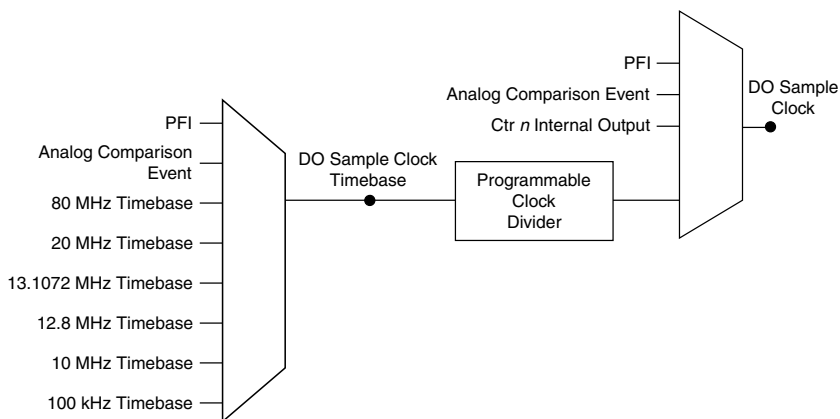 PFI
Analog Comparison
Event
80 MHz Timebase
20 MHz Timebase
13.1072 MHz Timebase
12.8 MHz Timebase
10 MHz Timebase
100 kHz Timebase
DO Sample Clock
Timebase
Programmable
Clock
Divider
PFI
Analog Comparison Event
Ctr n Internal Output
DO Sample
Clock